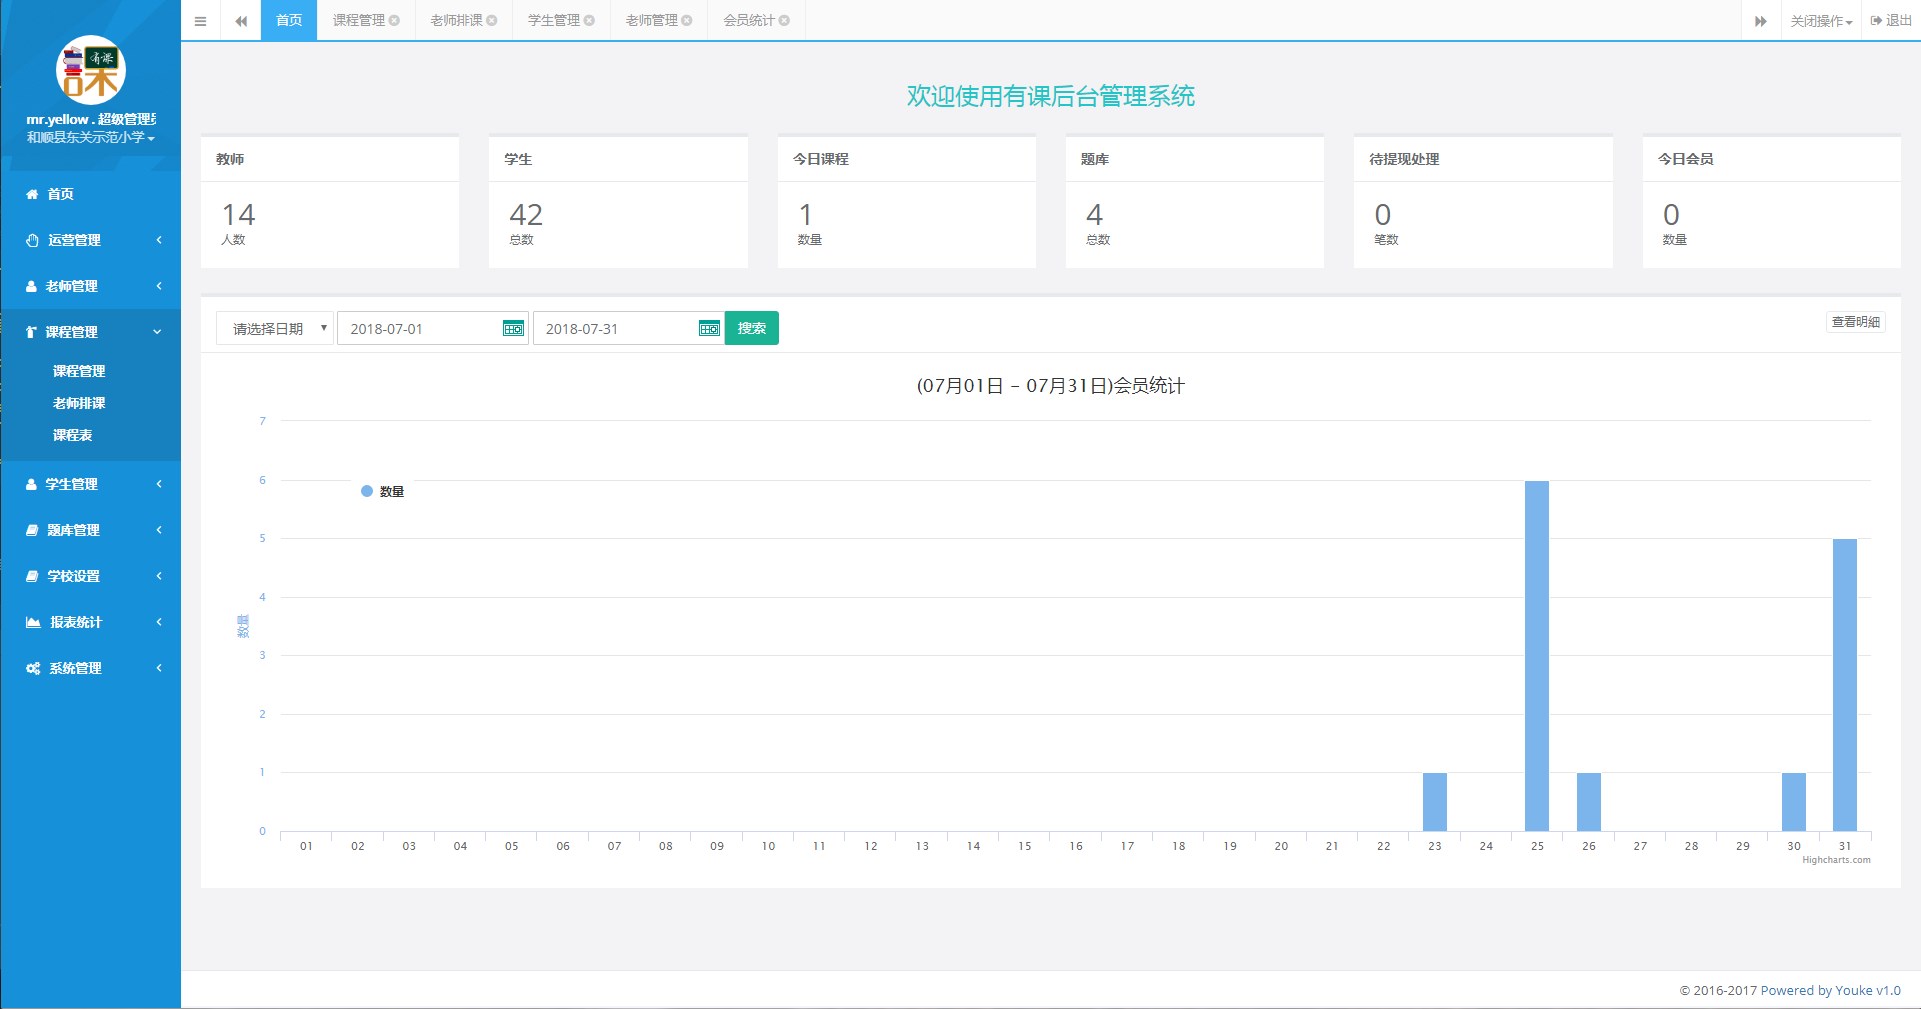 首页 课程管理 老师排课 学生管理 老师管理 会员统计 关闭操作 退出
有课
mr.yellow . 超级管理员
和顺县东关示范小学
首页
运营管理
老师管理
课程管理
课程管理
老师排课
课程表
学生管理
题库管理
学校设置
报表统计
系统管理
欢迎使用有课后台管理系统
教师
14
人数
学生
42
总数
今日课程
1
数量
题库
4
总数
待提现处理
0
笔数
今日会员
0
数量
请选择日期 2018-07-01 2018-07-31 搜索 查看明細
(07月01日 - 07月31日)会员统计
数量
数量
7
6
5
4
3
2
1
0
01 02 03 04 05 06 07 08 09 10 11 12 13 14 15 16 17 18 19 20 21 22 23 24 25 26 27 28 29 30 31
Highcharts.com
© 2016-2017 Powered by Youke v1.0